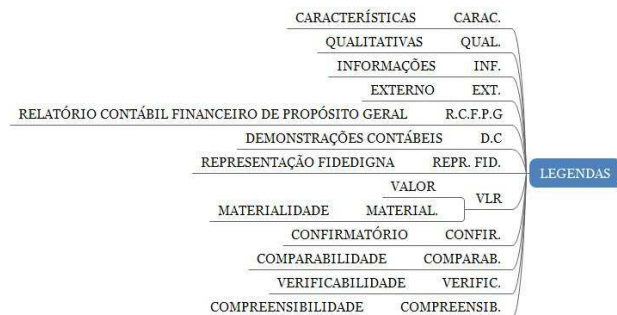 CARACTERÍSTICAS CARAC.
QUALITATIVAS QUAL.
INFORMAÇÕES INF.
EXTERNO EXT.
RELATÓRIO CONTÁBIL FINANCEIRO DE PROPÓSITO GERAL R.C.F.P.G
DEMONSTRAÇÕES CONTÁBEIS D.C
REPRESENTAÇÃO FIDEDIGNA REPR. FID.
LEGENDAS
VALOR
VLR
MATERIALIDADE MATERIAL.
CONFIRMATÓRIO CONFIR.
COMPARABILIDADE COMPARAB.
VERIFICABILIDADE VERIFIC.
COMPREENSIBILIDADE COMPREENSIB.